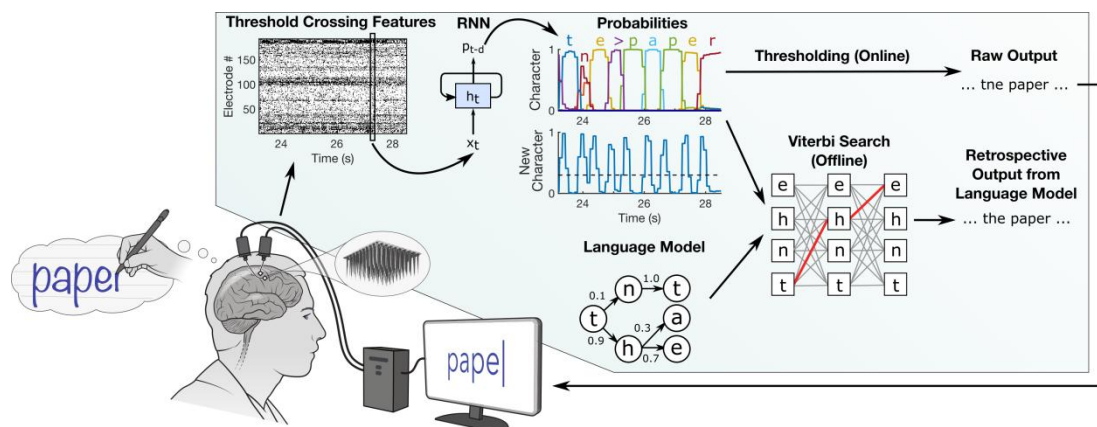 Threshold Crossing Features
Electrode #
150
100
50
24
26
28
Time (s)
RNN
pt-d
ht
xt
Probabilities
Character
1
0
t n e > p a p e r
24
26
28
New
Character
1
0
24
26
28
Time (s)
Thresholding (Online)
Raw Output
... tne paper ...
Viterbi Search
(Offline)
e e e
h h h
n n n
t t t
Retrospective
Output from
Language Model
... the paper ...
Language Model
0.1
n
1.0
t
t
0.9
h
0.3
a
0.7
e
paper
pape